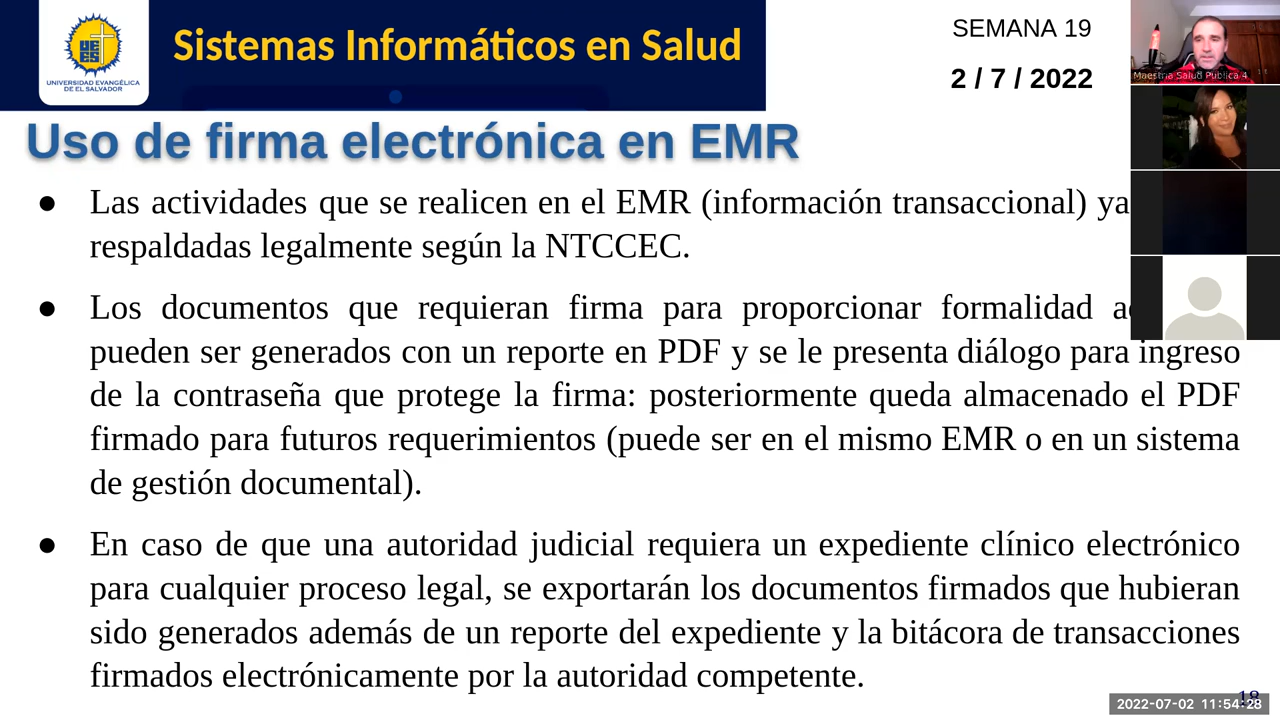 UNIVERSIDAD EVANGÉLICA
DE EL SALVADOR
Sistemas Informáticos en Salud
SEMANA 19
2 / 7 / 2022
Maestria Salud Publica 4
Uso de firma electrónica en EMR
● Las actividades que se realicen en el EMR (información transaccional) ya
respaldadas legalmente según la NTCCEC.
● Los documentos que requieran firma para proporcionar formalidad
pueden ser generados con un reporte en PDF y se le presenta diálogo para ingreso
de la contraseña que protege la firma: posteriormente queda almacenado el PDF
firmado para futuros requerimientos (puede ser en el mismo EMR o en un sistema
de gestión documental).
● En caso de que una autoridad judicial requiera un expediente clínico electrónico
para cualquier proceso legal, se exportarán los documentos firmados que hubieran
sido generados además de un reporte del expediente y la bitácora de transacciones
firmados electrónicamente por la autoridad competente.
2022-07-02 11:54:28